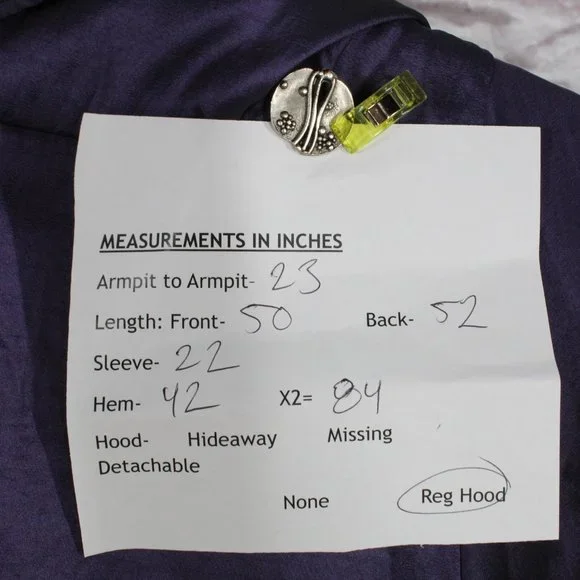 MEASUREMENTS IN INCHES
Armpit to Armpit- 23
Length: Front- 50 Back- 52
Sleeve- 22
Hem- 42 X2= 84
Hood- Hideaway Missing
Detachable
None Reg Hood